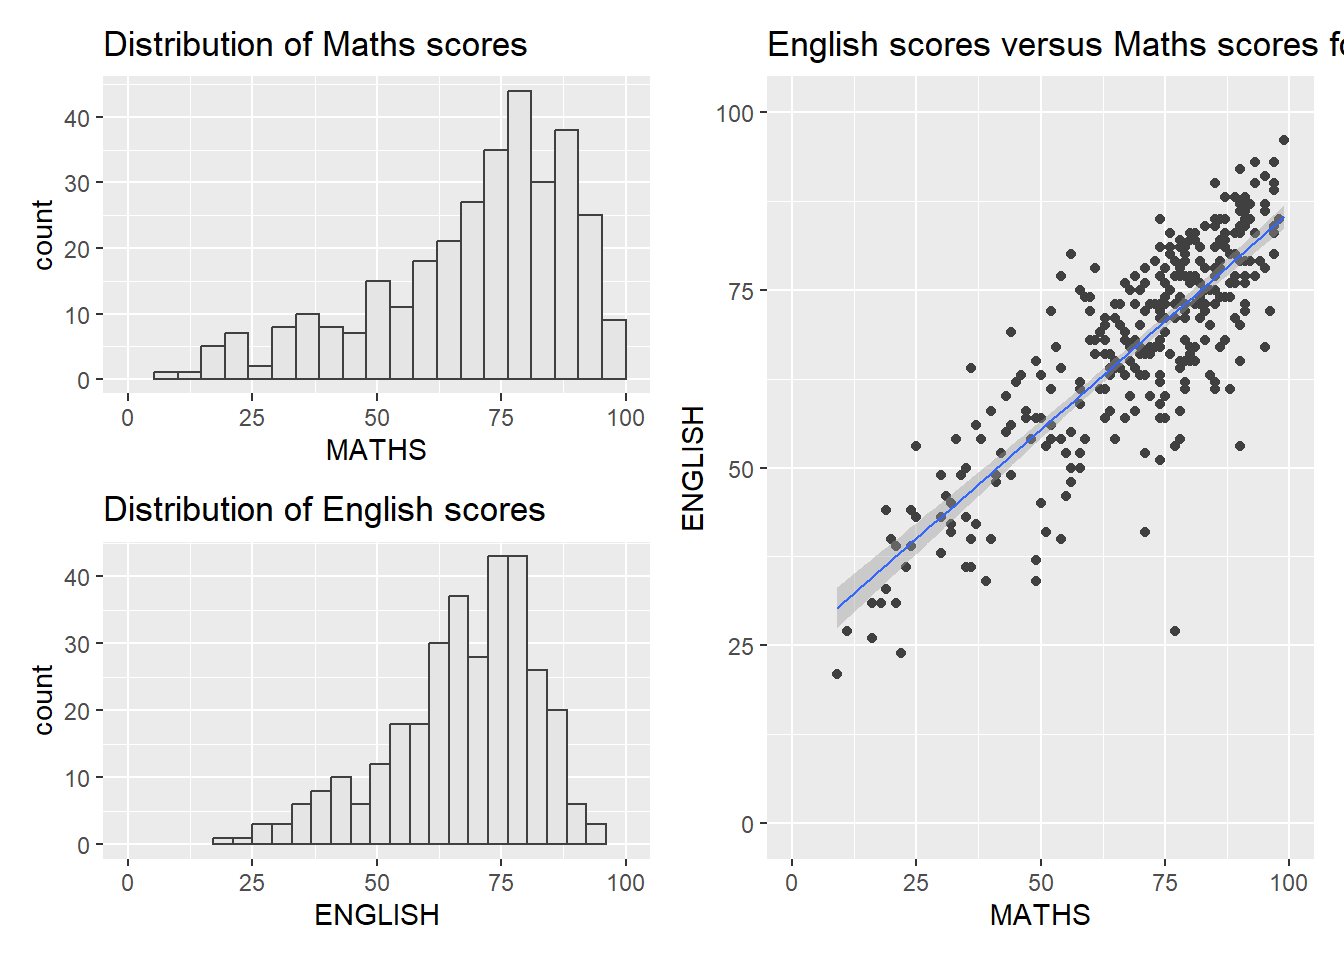 Distribution of Maths scores
count
40
30
20
10
0
0 25 50 75 100
MATHS
Distribution of English scores
count
40
30
20
10
0
0 25 50 75 100
ENGLISH
English scores versus Maths scores
ENGLISH
100
75
50
25
0
0 25 50 75 100
MATHS